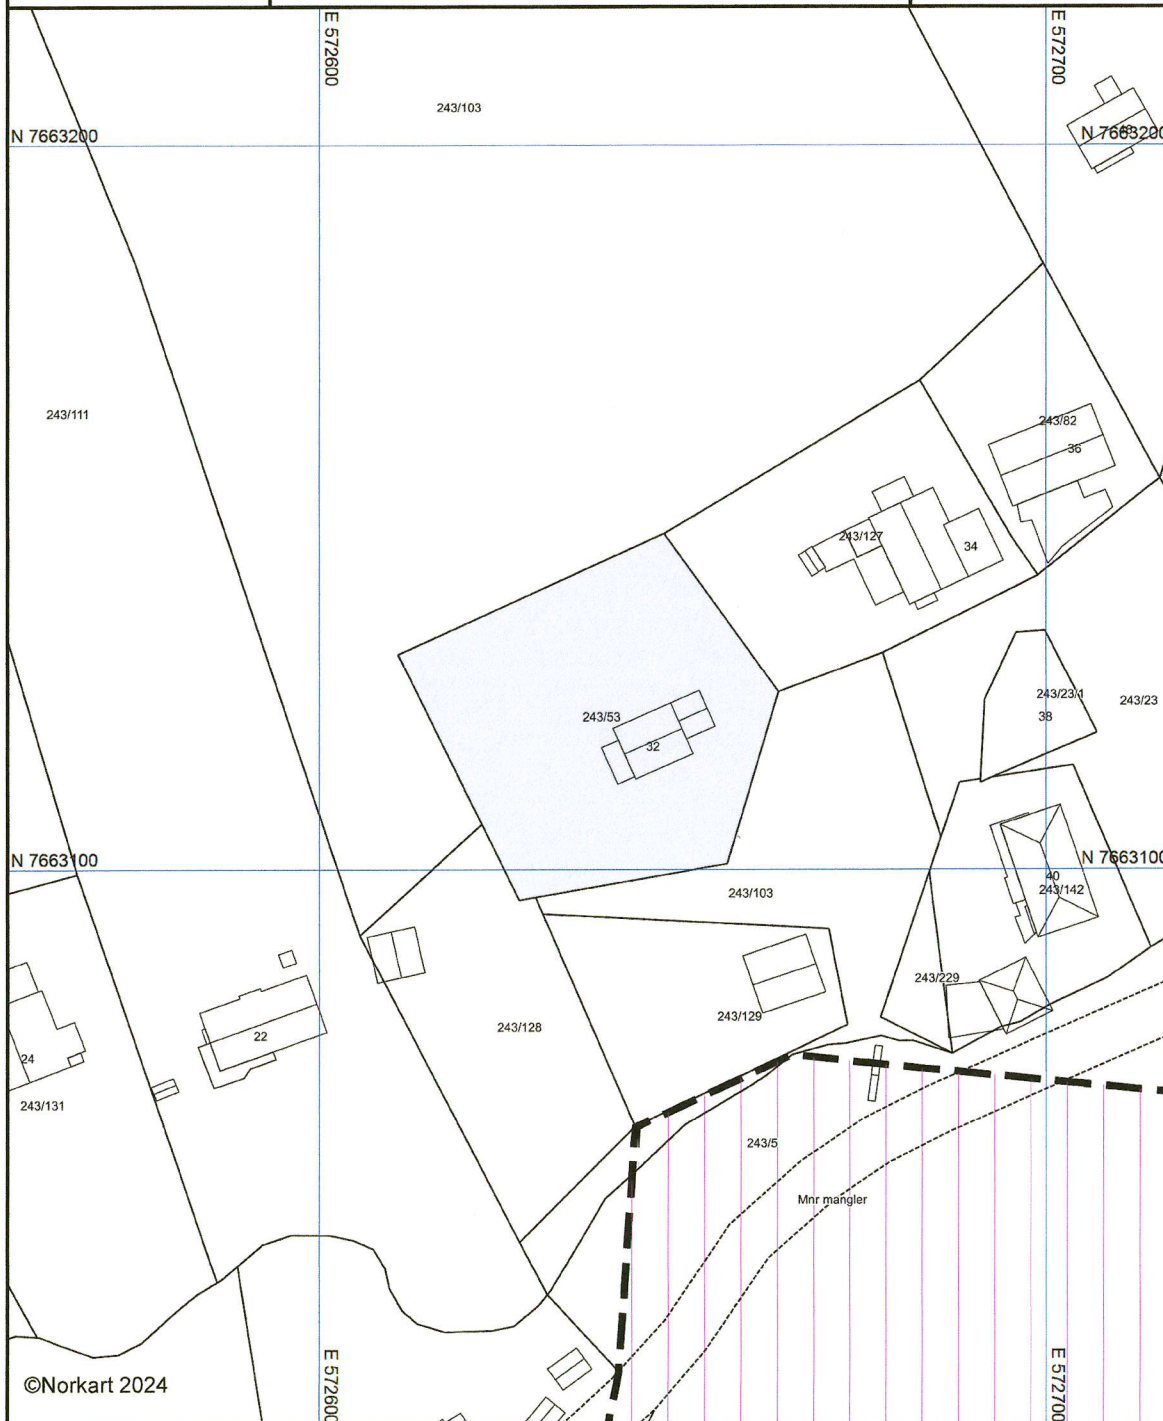 E 572600
E 572700
243/103
N 7663200
48
N 7663200
243/111
243/82
36
243/127
34
243/23/1
243/23
38
243/53
32
N 7663100
N 7663100
40
243/142
243/103
243/229
243/129
243/128
22
24
243/131
243/5
Mnr mangler
E 572600
E 572700
©Norkart 2024